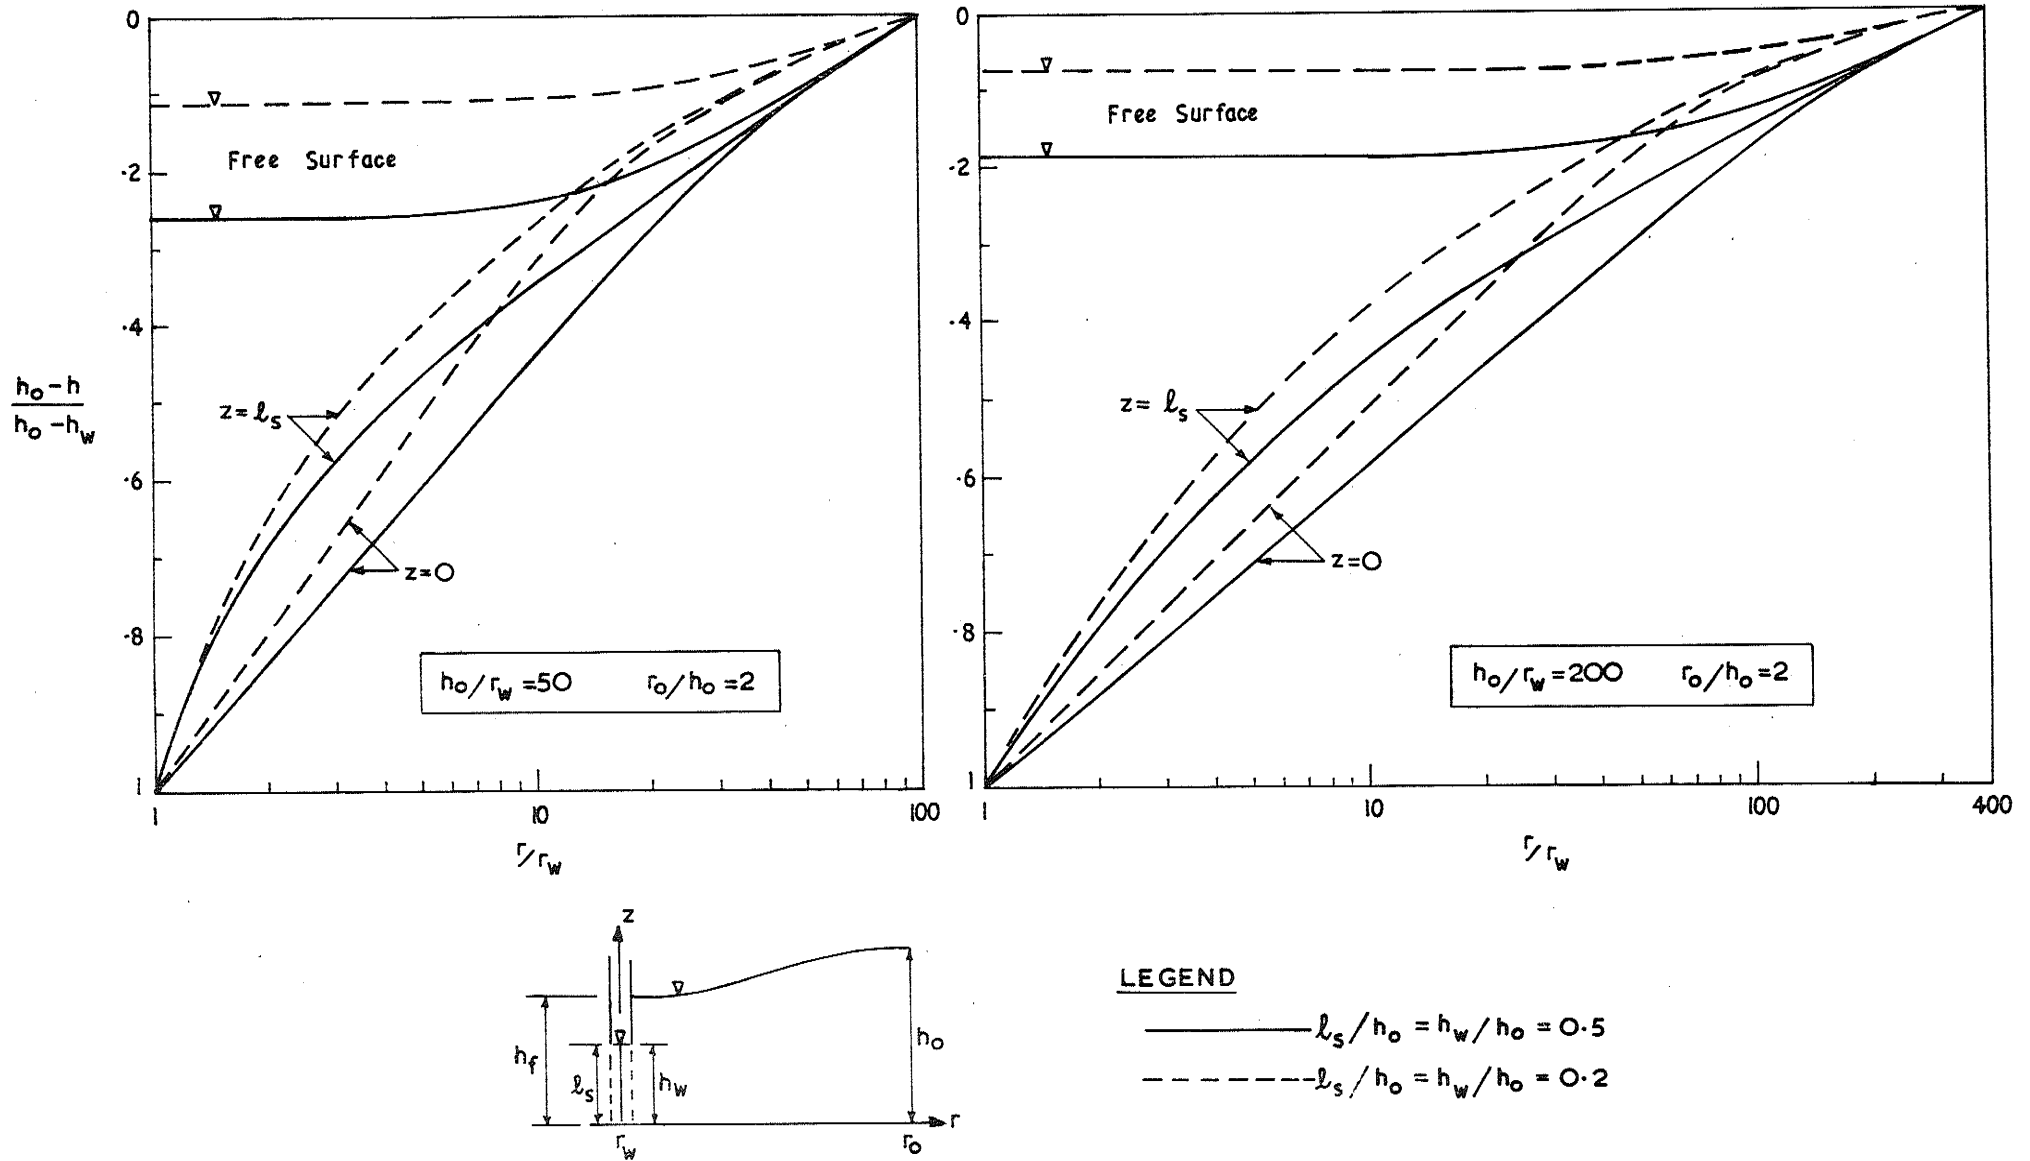 0
·2
·4
·6
·8
1
h₀ – h
h₀ – h_w
Free Surface
z = ℓ_s
z = 0
h₀/r_w = 50 r₀/h₀ = 2
1 10 100
r/r_w
0
·2
·4
·6
·8
1
Free Surface
z = ℓ_s
z = 0
h₀/r_w = 200 r₀/h₀ = 2
1 10 100 400
r/r_w
z
h_f
ℓ_s
h_w
h₀
r
r_w
r₀
LEGEND
ℓ_s/h₀ = h_w/h₀ = 0·5
ℓ_s/h₀ = h_w/h₀ = 0·2